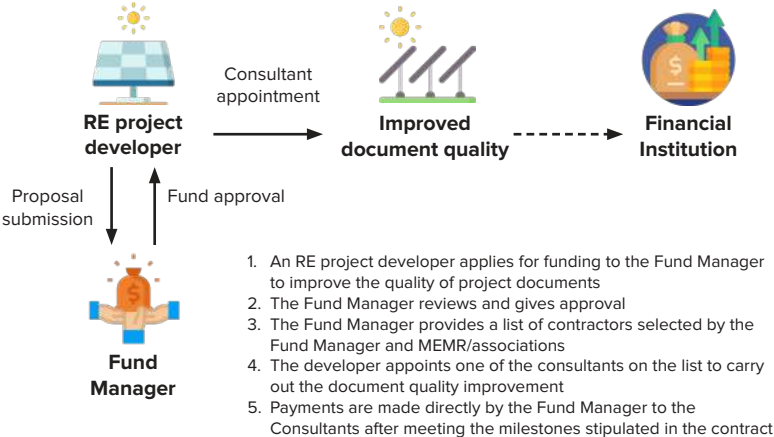 Consultant
appointment
RE project
developer
Improved
document quality
Financial
Institution
Proposal
submission
Fund approval
Fund
Manager
1. An RE project developer applies for funding to the Fund Manager
to improve the quality of project documents
2. The Fund Manager reviews and gives approval
3. The Fund Manager provides a list of contractors selected by the
Fund Manager and MEMR/associations
4. The developer appoints one of the consultants on the list to carry
out the document quality improvement
5. Payments are made directly by the Fund Manager to the
Consultants after meeting the milestones stipulated in the contract